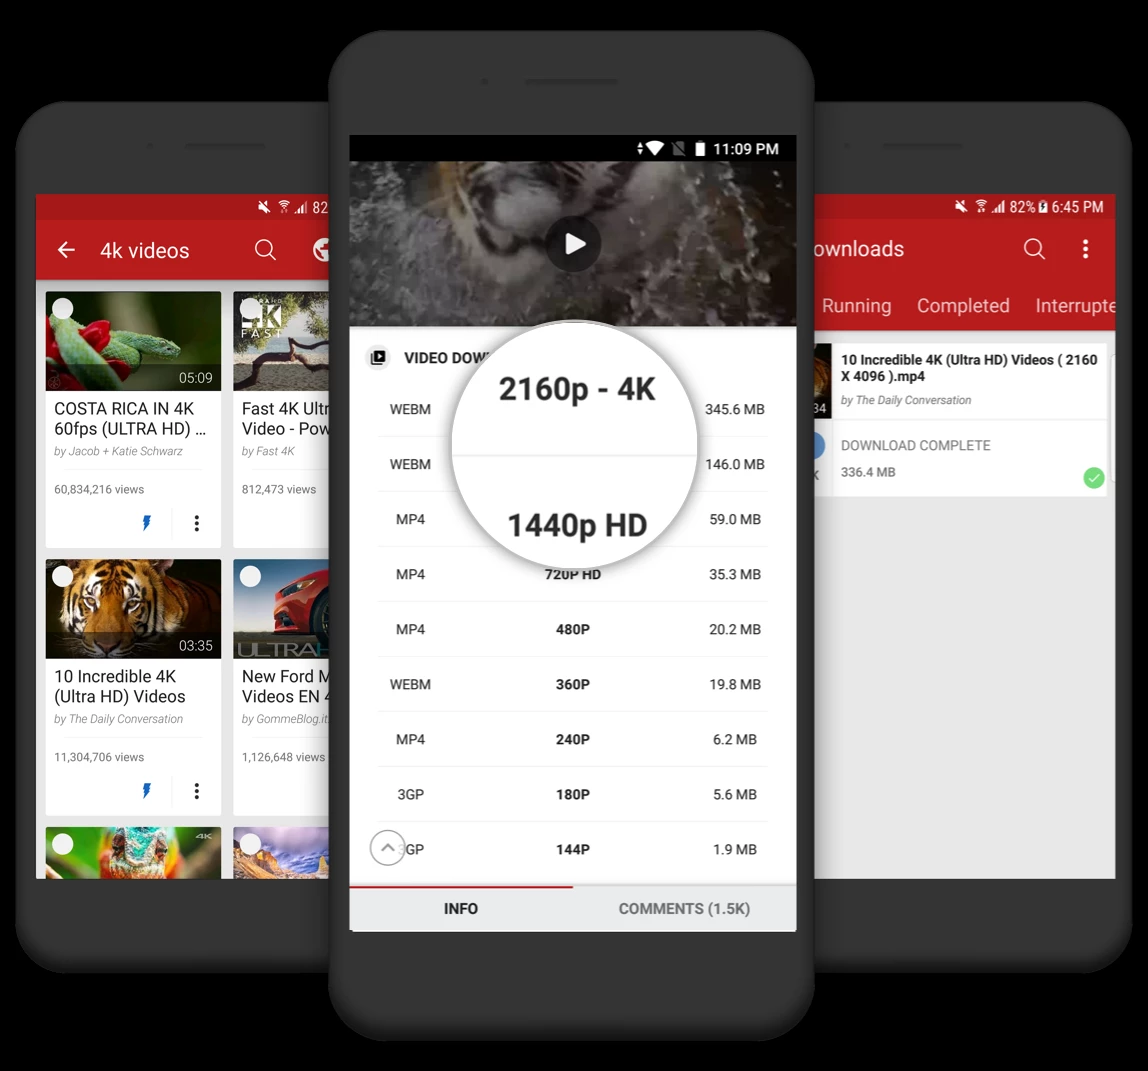 82
4k videos
ULTRA HD
4K
FAST
05:09
COSTA RICA IN 4K
60fps (ULTRA HD) ...
by Jacob + Katie Schwarz
60,834,216 views
Fast 4K Ultr
Video - Pow
by Fast 4K
812,473 views
03:35
10 Incredible 4K
(Ultra HD) Videos
by The Daily Conversation
11,304,706 views
ULTRAH
New Ford M
Videos EN 4
by GommeBlog.it
1,126,648 views
4K
11:09 PM
VIDEO DOW
2160p - 4K
1440p HD
WEBM 345.6 MB
WEBM 146.0 MB
MP4 59.0 MB
MP4 720P HD 35.3 MB
MP4 480P 20.2 MB
WEBM 360P 19.8 MB
MP4 240P 6.2 MB
3GP 180P 5.6 MB
3GP 144P 1.9 MB
INFO COMMENTS (1.5K)
82% 6:45 PM
ownloads
Running Completed Interrupte
34
10 Incredible 4K (Ultra HD) Videos ( 2160
X 4096 ).mp4
by The Daily Conversation
DOWNLOAD COMPLETE
K
336.4 MB